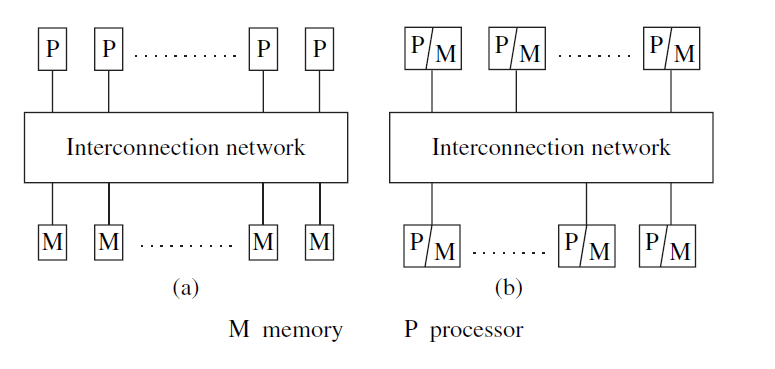 P P ........... P P
P/M P/M ........ P/M
Interconnection network
Interconnection network
M M .......... M M
P/M ........ P/M P/M
(a)
(b)
M memory
P processor